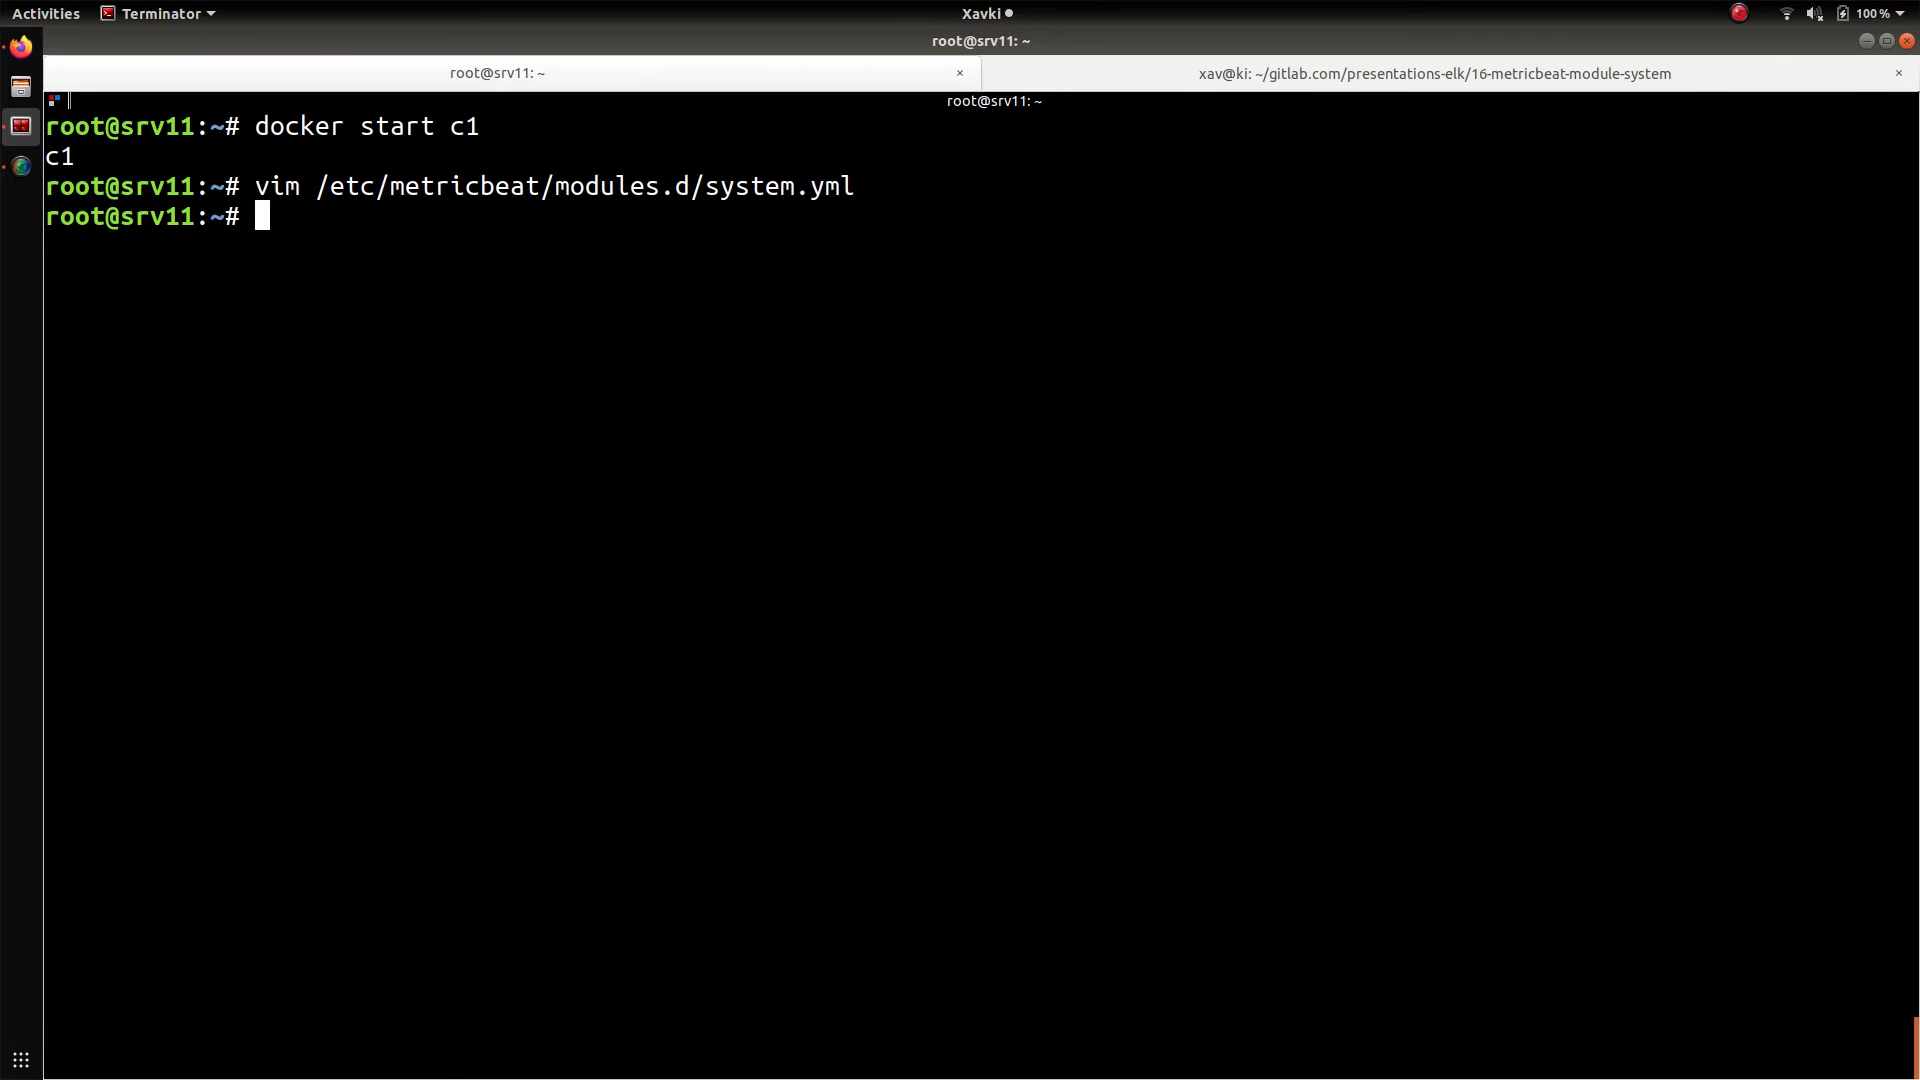 Activities
Terminator
Xavki
100 %
root@srv11: ~
root@srv11: ~ ×
xav@ki: ~/gitlab.com/presentations-elk/16-metricbeat-module-system ×
root@srv11: ~
root@srv11:~# docker start c1
c1
root@srv11:~# vim /etc/metricbeat/modules.d/system.yml
root@srv11:~#